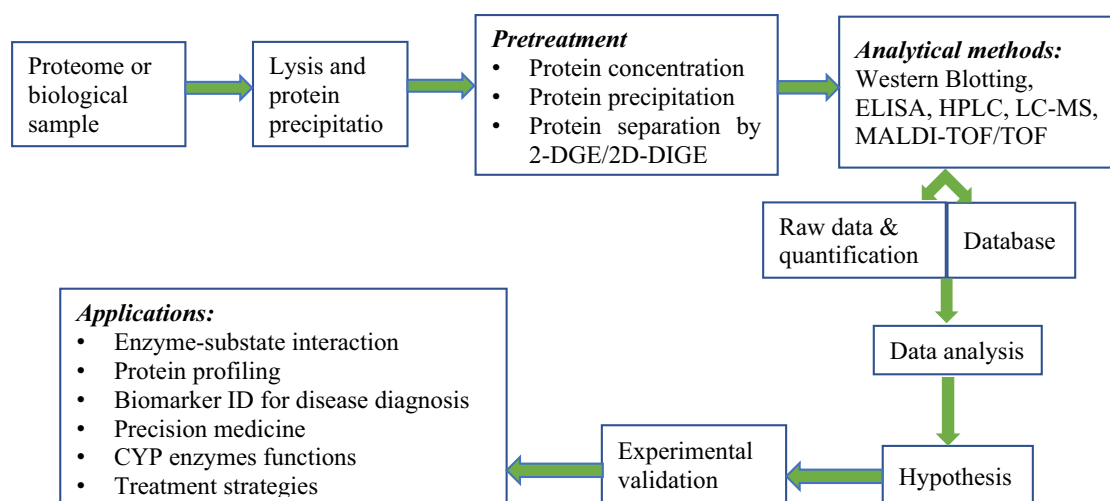 Proteome or
biological
sample
Lysis and
protein
precipitatio
Pretreatment
• Protein concentration
• Protein precipitation
• Protein separation by
2-DGE/2D-DIGE
Analytical methods:
Western Blotting,
ELISA, HPLC, LC-MS,
MALDI-TOF/TOF
Raw data &
quantification
Database
Data analysis
Hypothesis
Experimental
validation
Applications:
• Enzyme-substate interaction
• Protein profiling
• Biomarker ID for disease diagnosis
• Precision medicine
• CYP enzymes functions
• Treatment strategies